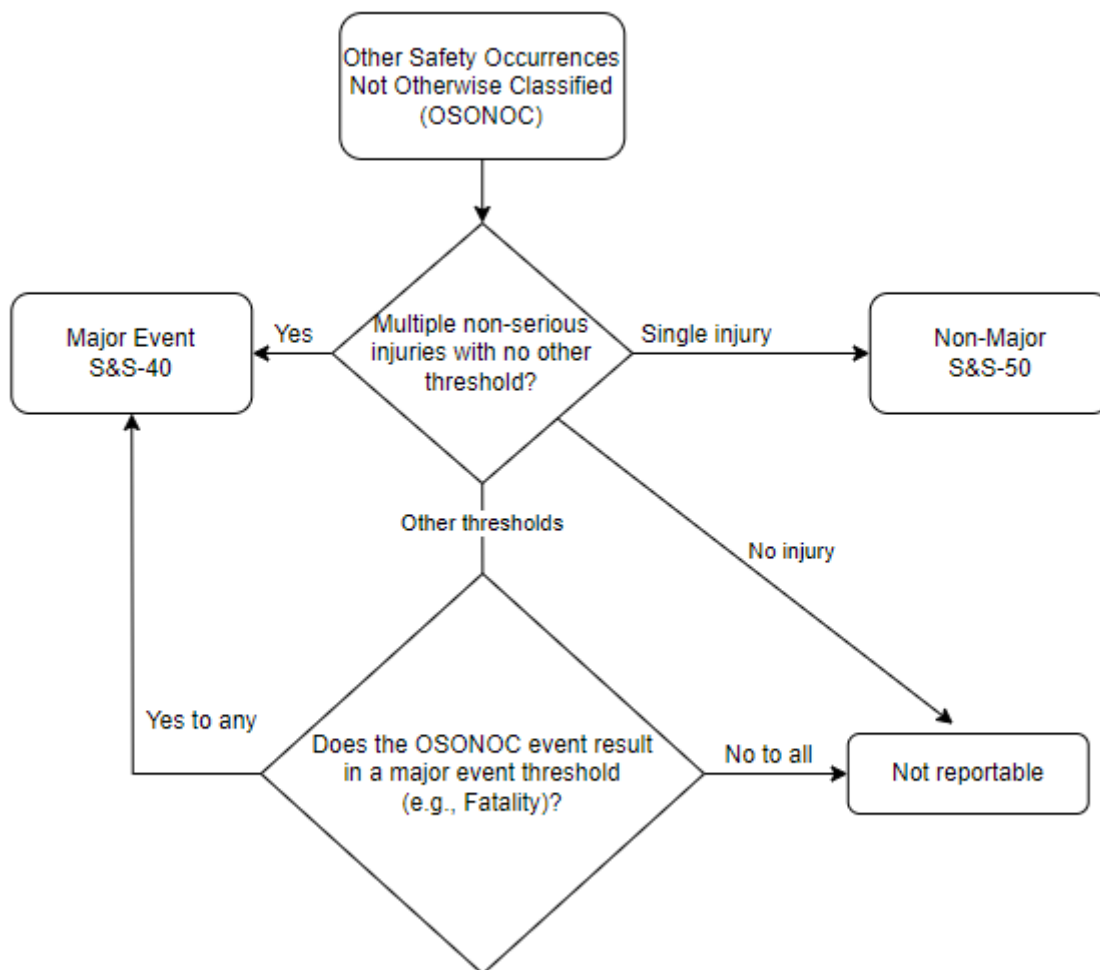 Other Safety Occurrences
Not Otherwise Classified
(OSONOC)
Major Event
S&S-40
Yes
Multiple non-serious
injuries with no other
threshold?
Single injury
Non-Major
S&S-50
Other thresholds
No injury
Yes to any
Does the OSONOC event result
in a major event threshold
(e.g., Fatality)?
No to all
Not reportable